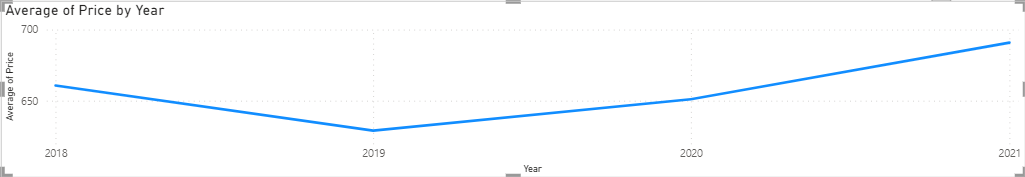 Average of Price by Year
700
650
Average of Price
2018 2019 2020 2021
Year